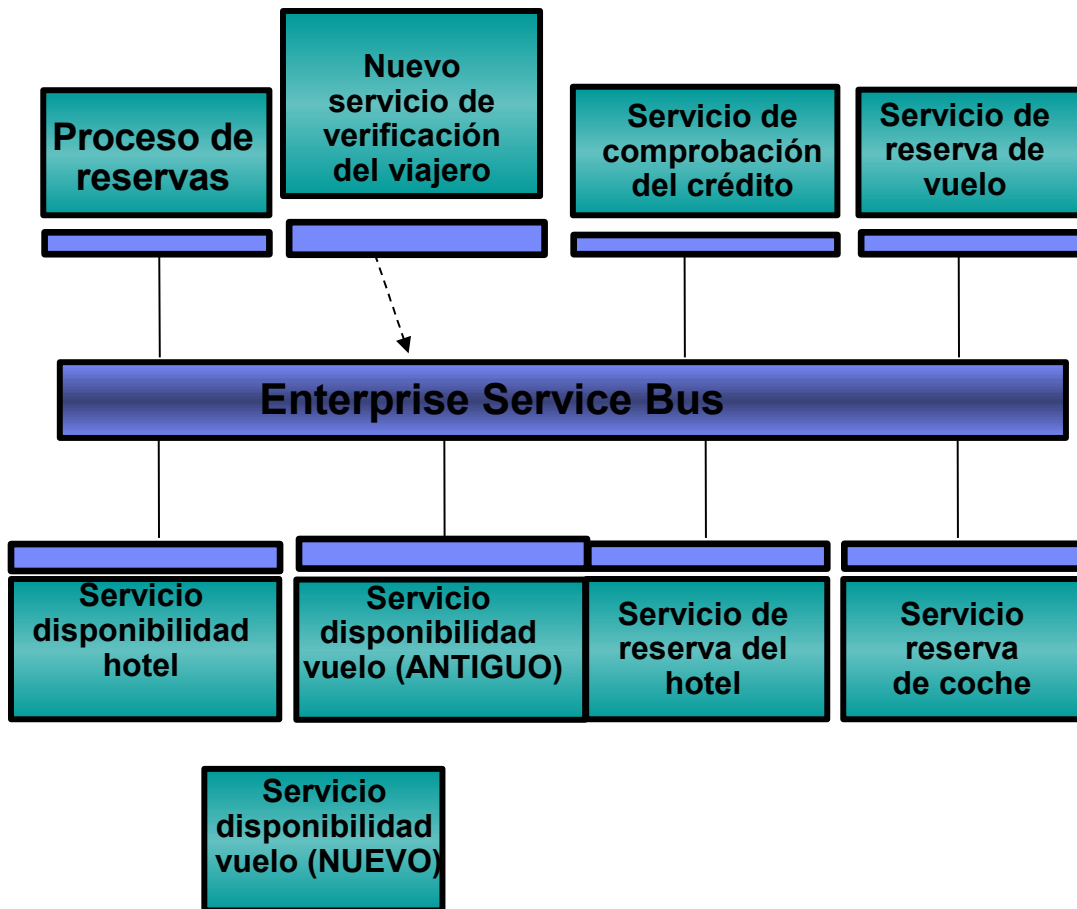 Proceso de
reservas
Nuevo
servicio de
verificación
del viajero
Servicio de
comprobación
del crédito
Servicio de
reserva de
vuelo
Enterprise Service Bus
Servicio
disponibilidad
hotel
Servicio
disponibilidad
vuelo (ANTIGUO)
Servicio de
reserva del
hotel
Servicio
reserva
de coche
Servicio
disponibilidad
vuelo (NUEVO)